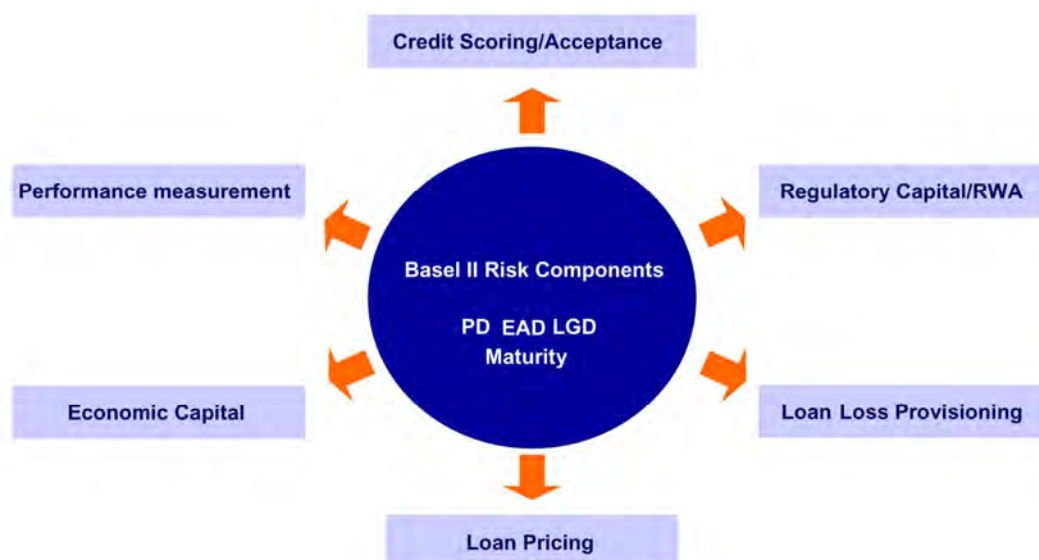 Credit Scoring/Acceptance
Performance measurement
Regulatory Capital/RWA
Basel II Risk Components
PD EAD LGD
Maturity
Economic Capital
Loan Loss Provisioning
Loan Pricing